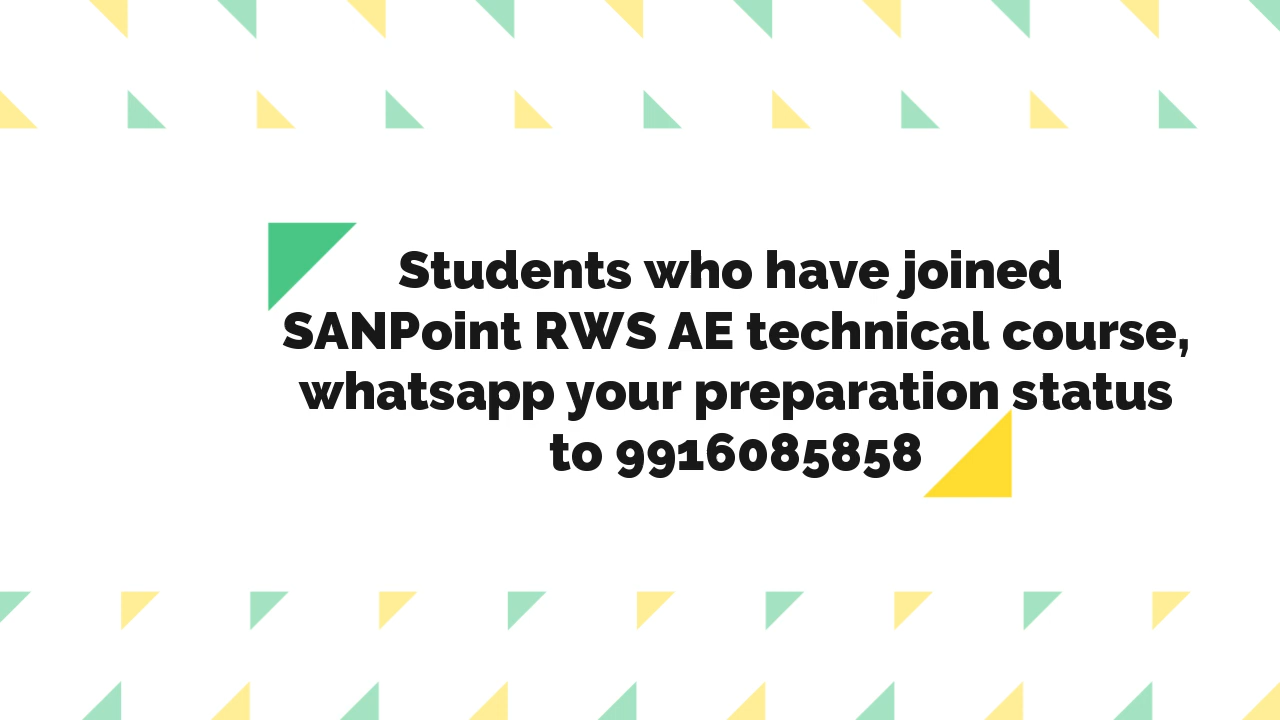 Students who have joined
SANPoint RWS AE technical course,
whatsapp your preparation status
to 9916085858